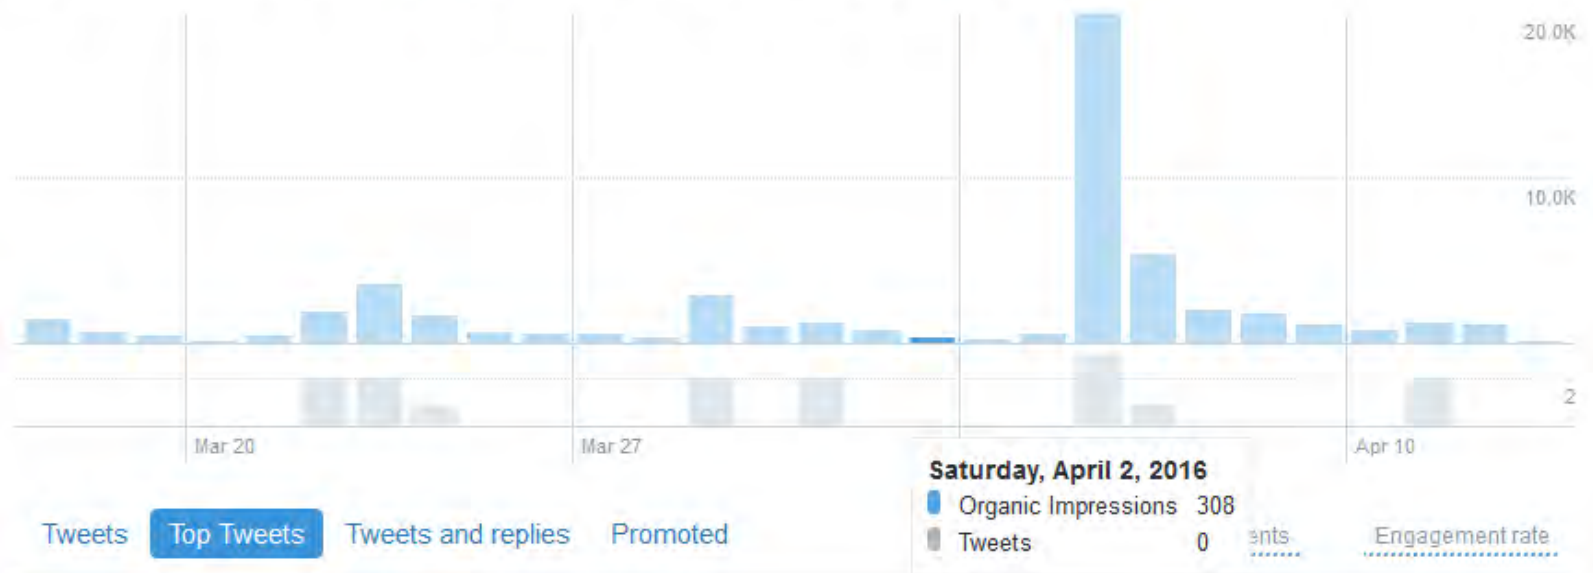 20.0K
10.0K
2
Mar 20
Mar 27
Apr 10
Saturday, April 2, 2016
Organic Impressions 308
Tweets 0
Tweets Top Tweets Tweets and replies Promoted
ents Engagement rate